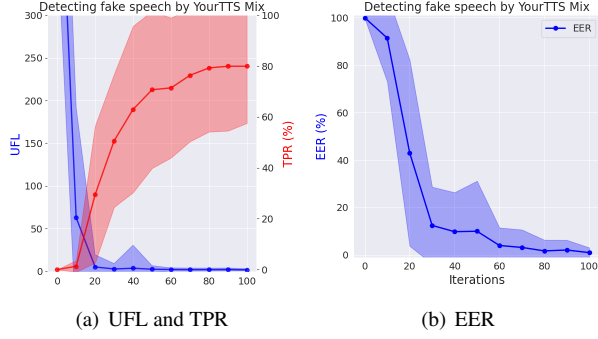 Detecting fake speech by YourTTS Mix
300
250
200
150
100
50
0
UFL
100
80
60
40
20
0
TPR (%)
0 20 40 60 80 100
(a) UFL and TPR
Detecting fake speech by YourTTS Mix
EER
100
80
60
40
20
0
EER (%)
0 20 40 60 80 100
Iterations
(b) EER